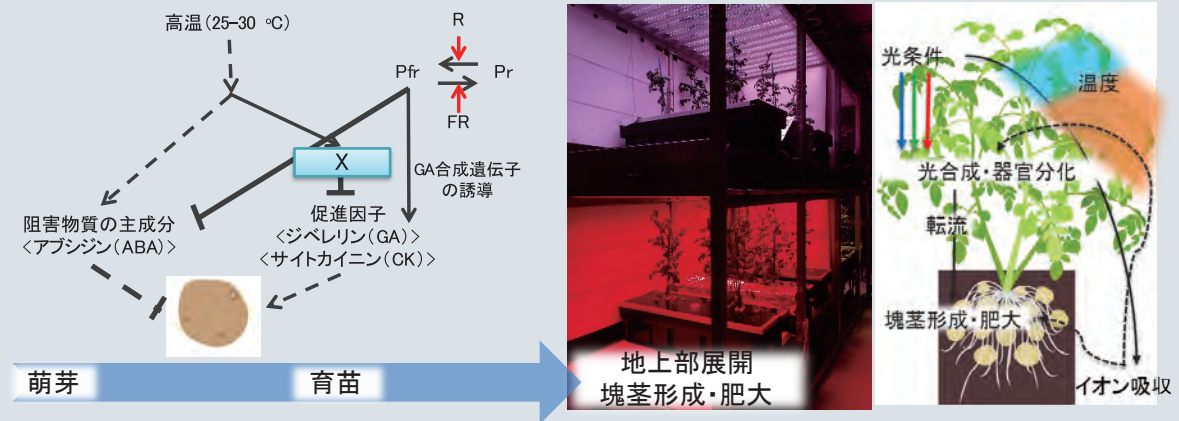 高温(25–30 ℃)
R
Pfr
Pr
FR
X
GA合成遺伝子
の誘導
阻害物質の主成分
<アブシジン(ABA)>
促進因子
<ジベレリン(GA)>
<サイトカイニン(CK)>
萌芽
育苗
地上部展開
塊茎形成・肥大
光条件
温度
光合成・器官分化
転流
塊茎形成・肥大
イオン吸収